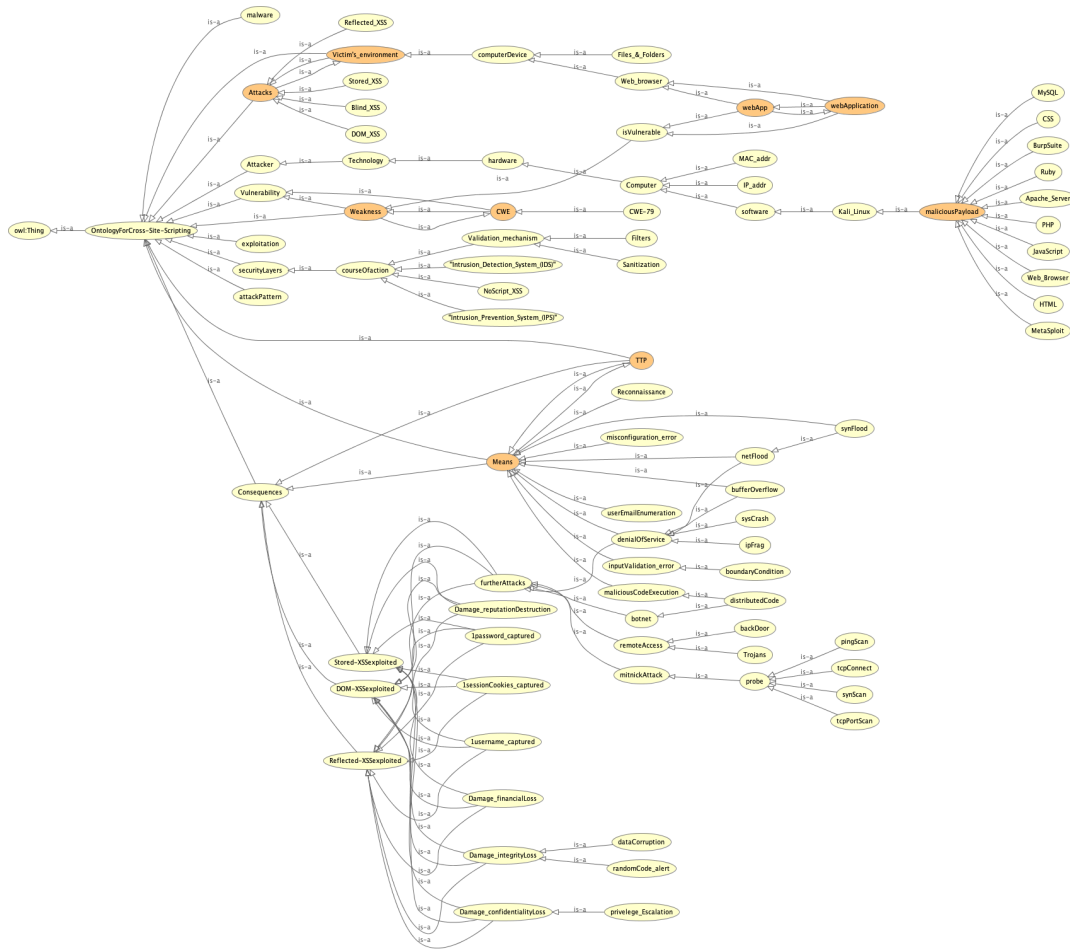 malware
Reflected_XSS
Victim's_environment
computerDevice
Files_&_Folders
Web_browser
Attacks
Stored_XSS
Blind_XSS
DOM_XSS
webApp
webApplication
isVulnerable
MySQL
CSS
BurpSuite
Ruby
Apache_Server
maliciousPayload
PHP
JavaScript
Web_Browser
HTML
MetaSploit
Attacker
Technology
hardware
MAC_addr
Computer
IP_addr
Vulnerability
Weakness
CWE
CWE-79
software
Kali_Linux
owl:Thing
OntologyForCross-Site-Scripting
exploitation
Validation_mechanism
Filters
Sanitization
securityLayers
courseOfaction
"Intrusion_Detection_System_(IDS)"
NoScript_XSS
attackPattern
"Intrusion_Prevention_System_(IPS)"
TTP
Reconnaissance
synFlood
misconfiguration_error
netFlood
Means
Consequences
bufferOverflow
userEmailEnumeration
sysCrash
denialOfService
ipFrag
inputValidation_error
boundaryCondition
furtherAttacks
maliciousCodeExecution
distributedCode
Damage_reputationDestruction
botnet
backDoor
1password_captured
remoteAccess
Trojans
pingScan
Stored-XSSexploited
tcpConnect
mitnickAttack
probe
DOM-XSSexploited
1sessionCookies_captured
synScan
tcpPortScan
1username_captured
Reflected-XSSexploited
Damage_financialLoss
dataCorruption
Damage_integrityLoss
randomCode_alert
Damage_confidentialityLoss
privelege_Escalation
is-a